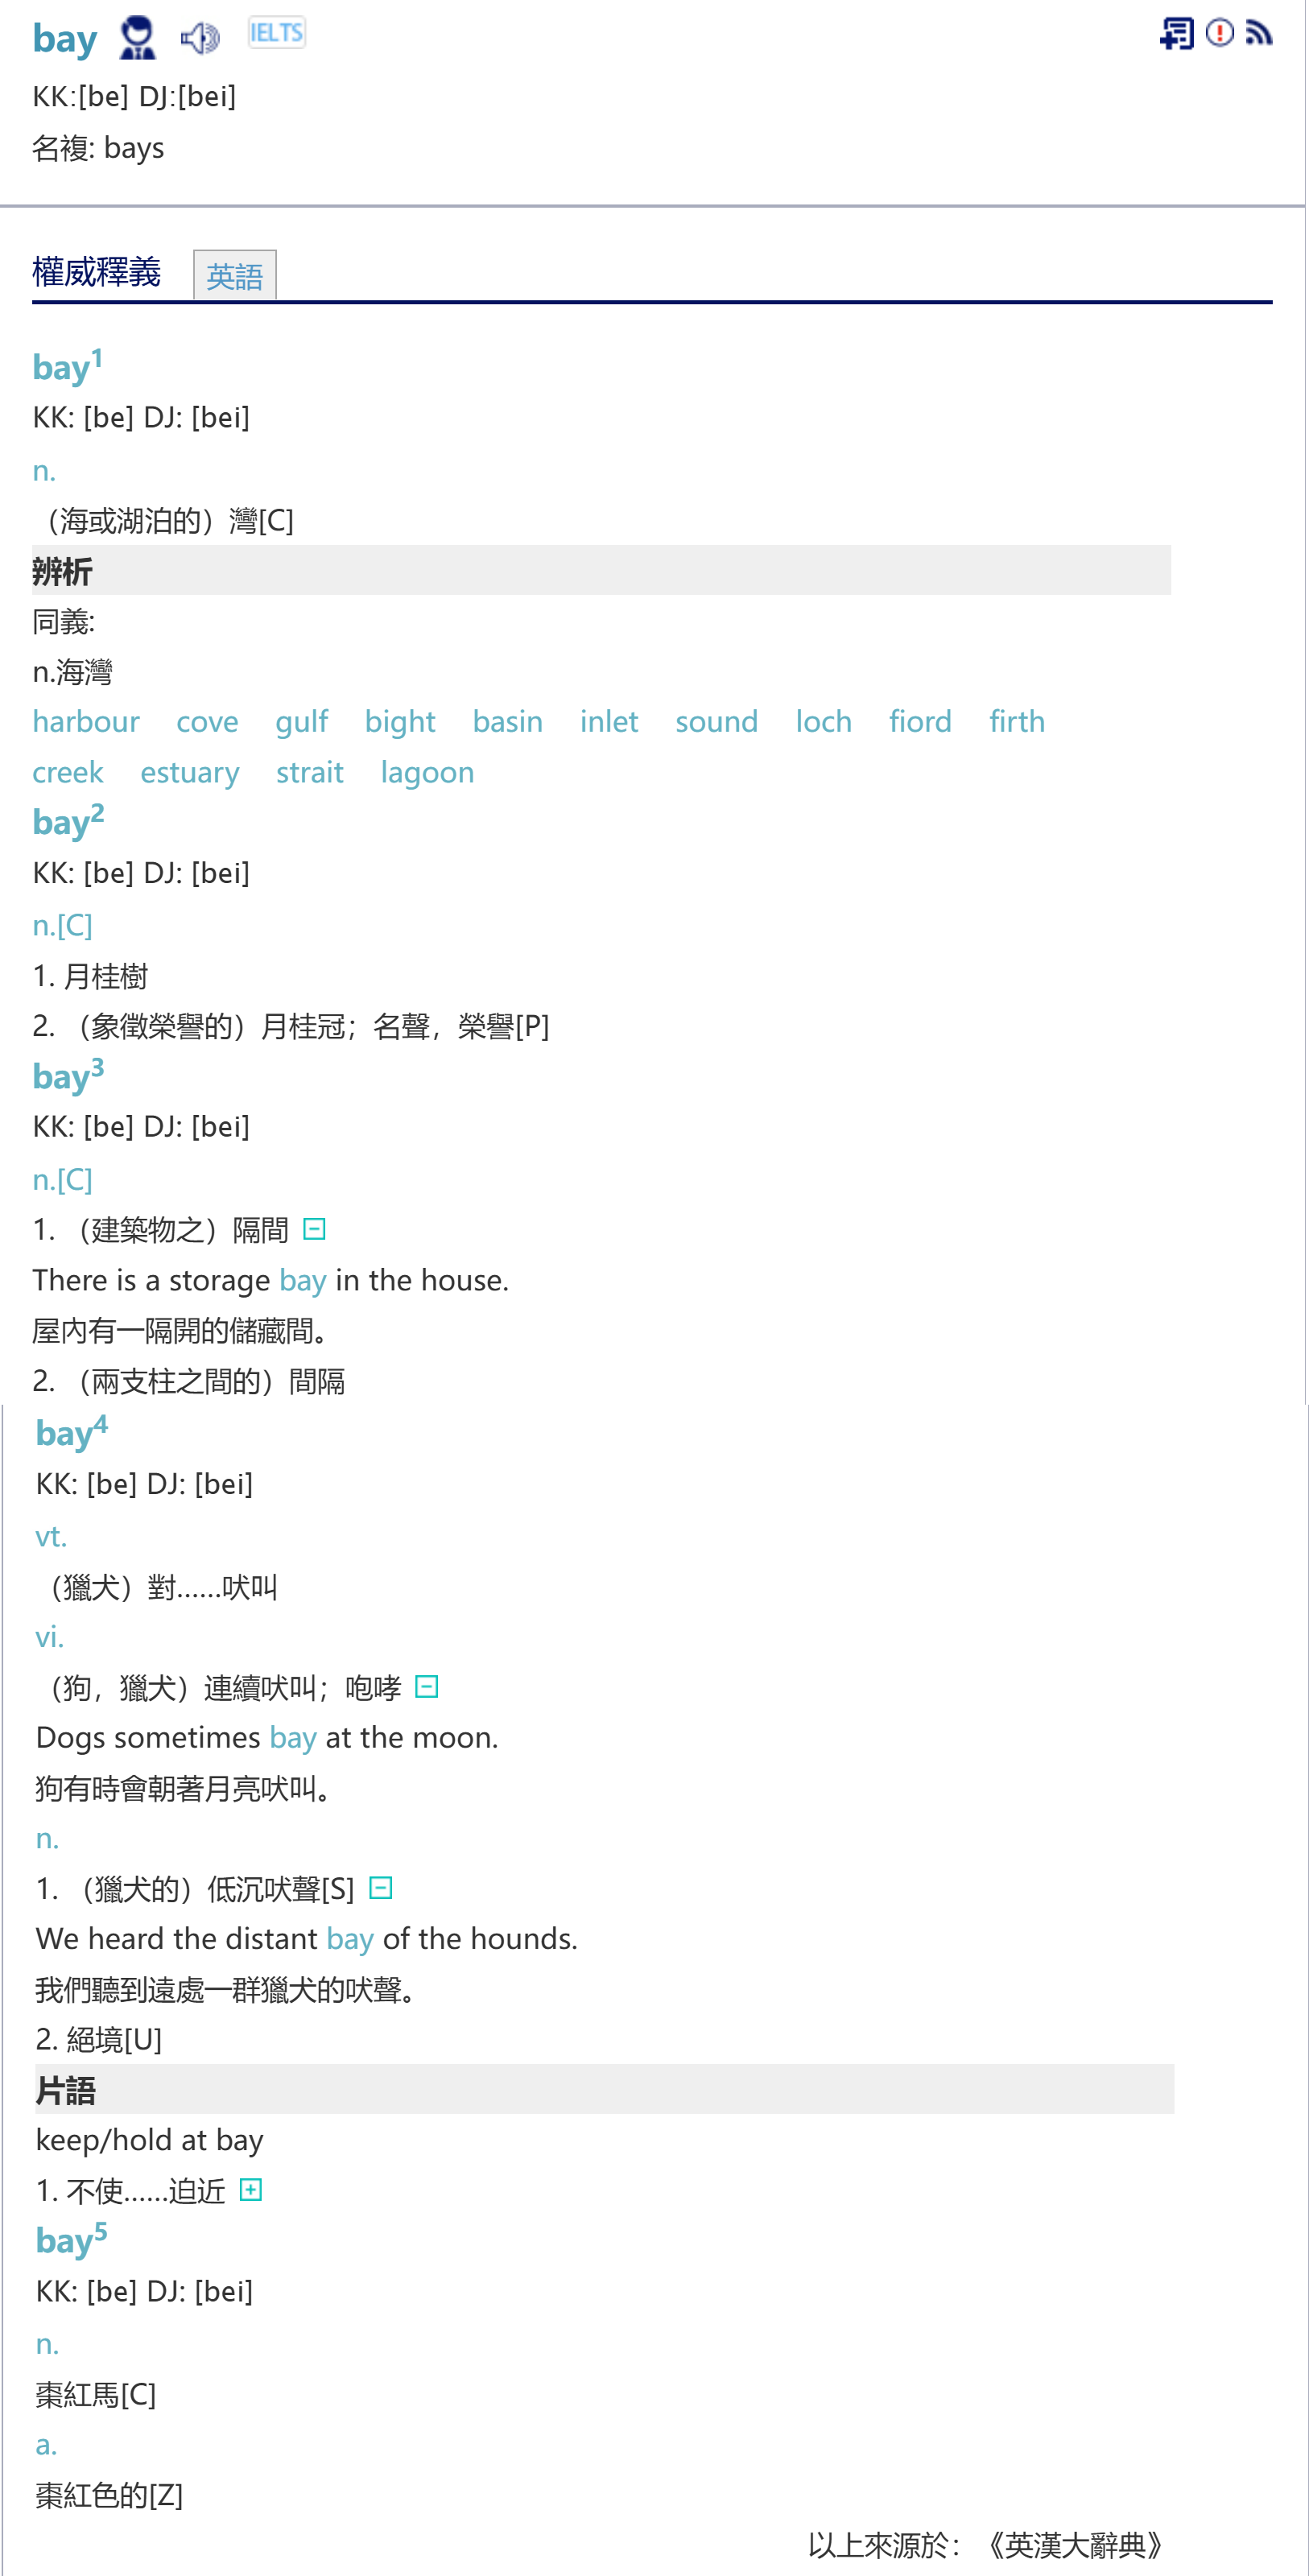 bay IELTS
KK:[be] DJ:[bei]
名複: bays
權威釋義 英語
bay1
KK: [be] DJ: [bei]
n.
（海或湖泊的）灣[C]
辨析
同義:
n.海灣
harbour cove gulf bight basin inlet sound loch fiord firth
creek estuary strait lagoon
bay2
KK: [be] DJ: [bei]
n.[C]
1. 月桂樹
2. （象徵榮譽的）月桂冠；名聲，榮譽[P]
bay3
KK: [be] DJ: [bei]
n.[C]
1. （建築物之）隔間
There is a storage bay in the house.
屋內有一隔開的儲藏間。
2. （兩支柱之間的）間隔
bay4
KK: [be] DJ: [bei]
vt.
（獵犬）對……吠叫
vi.
（狗，獵犬）連續吠叫；咆哮
Dogs sometimes bay at the moon.
狗有時會朝著月亮吠叫。
n.
1. （獵犬的）低沉吠聲[S]
We heard the distant bay of the hounds.
我們聽到遠處一群獵犬的吠聲。
2. 絕境[U]
片語
keep/hold at bay
1. 不使……迫近
bay5
KK: [be] DJ: [bei]
n.
棗紅馬[C]
a.
棗紅色的[Z]
以上來源於：《英漢大辭典》